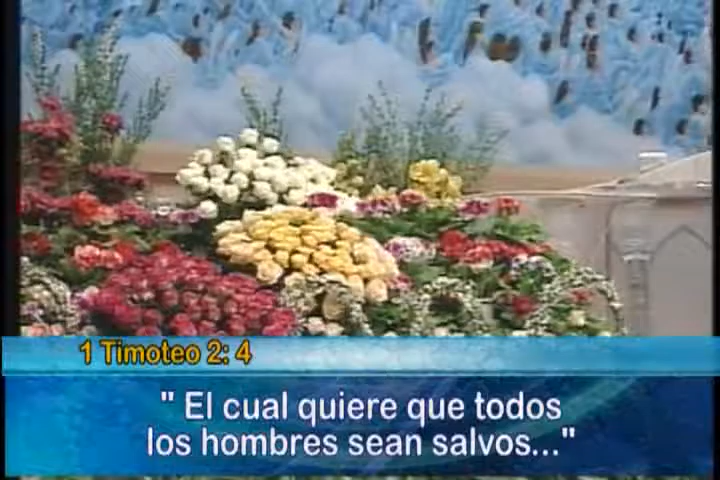 1 Timoteo 2: 4
" El cual quiere que todos
los hombres sean salvos..."